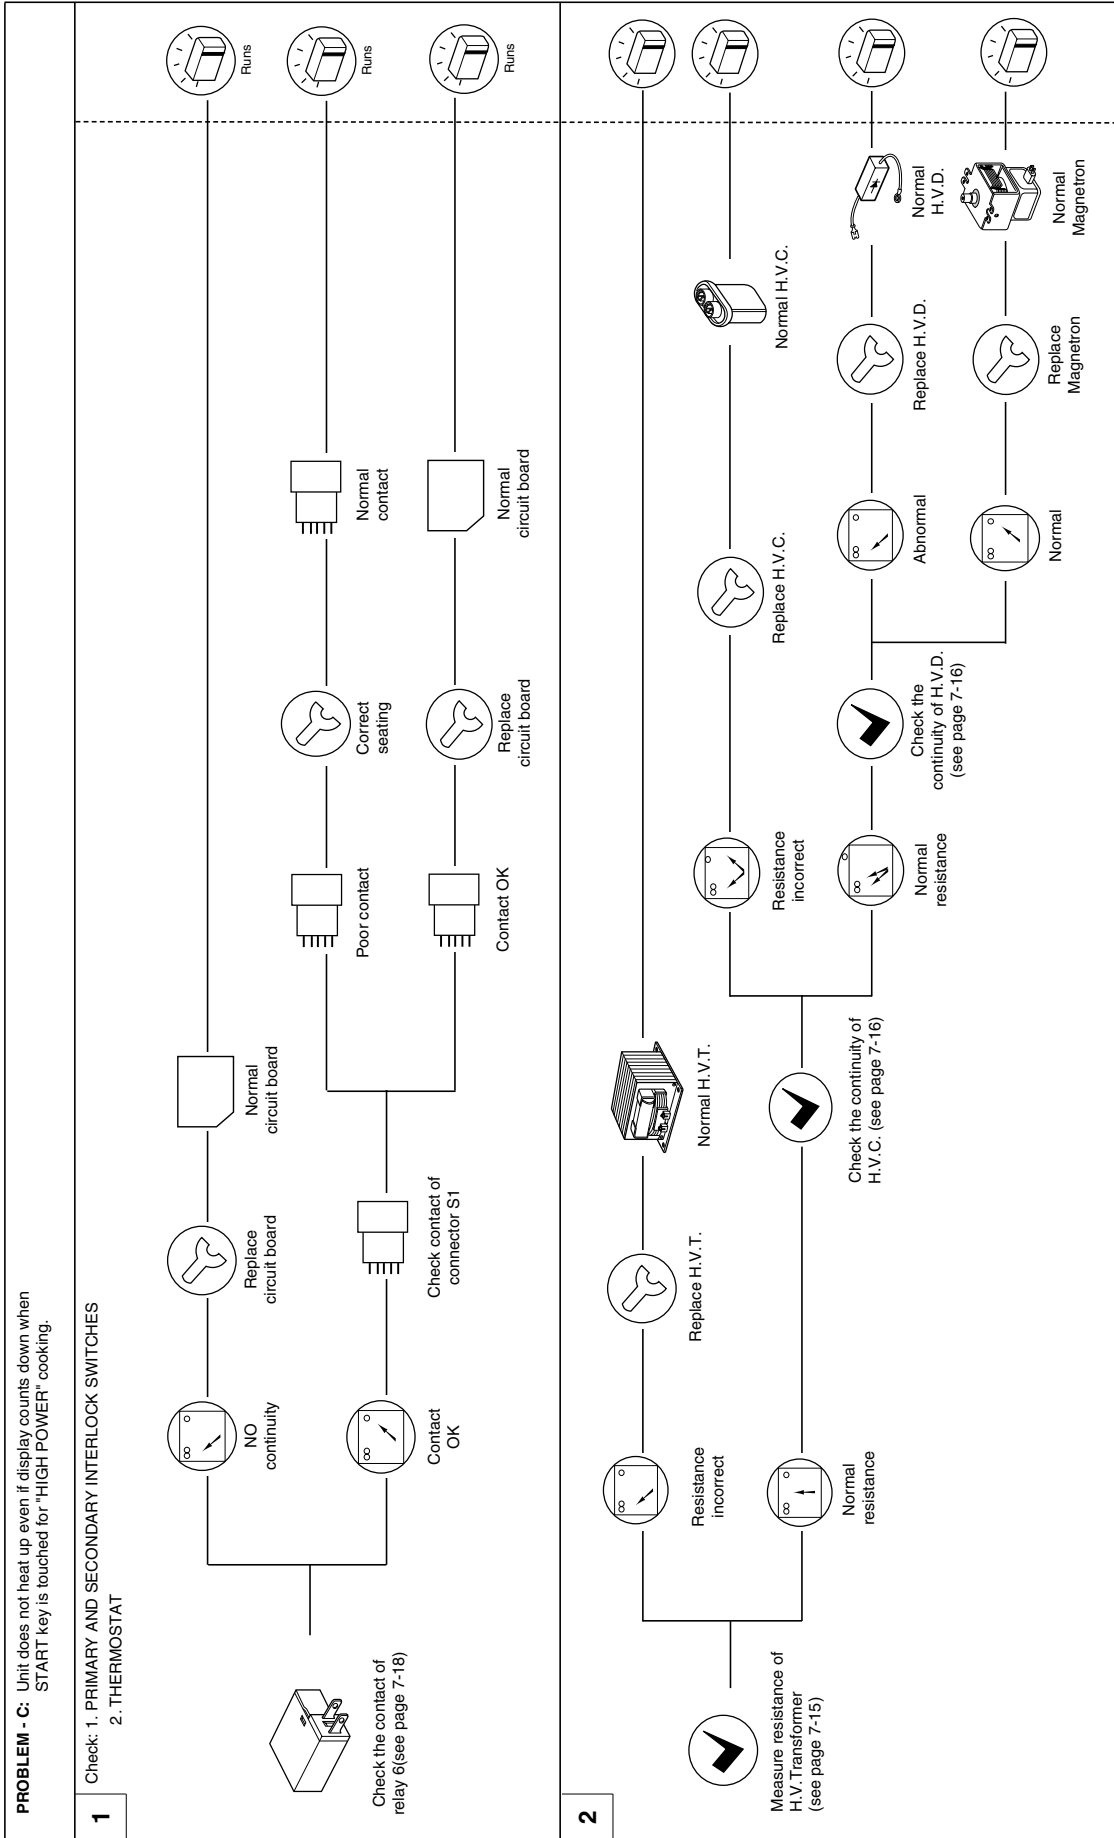 PROBLEM - C: Unit does not heat up even if display counts down when
START key is touched for "HIGH POWER" cooking.
1
Check: 1. PRIMARY AND SECONDARY INTERLOCK SWITCHES
2. THERMOSTAT
Check the contact of
relay 6(see page 7-18)
NO
continuity
Replace
circuit board
Normal
circuit board
Runs
Contact
OK
Check contact of
connector S1
Poor contact
Correct
seating
Normal
contact
Runs
Contact OK
Replace
circuit board
Normal
circuit board
Runs
2
Measure resistance of
H.V.Transformer
(see page 7-15)
Resistance
incorrect
Replace H.V.T.
Normal H.V.T.
Normal
resistance
Check the continuity of
H.V.C. (see page 7-16)
Resistance
incorrect
Replace H.V.C.
Normal H.V.C.
Normal
resistance
Check the
continuity of H.V.D.
(see page 7-16)
Abnormal
Replace H.V.D.
Normal
H.V.D.
Normal
Replace
Magnetron
Normal
Magnetron